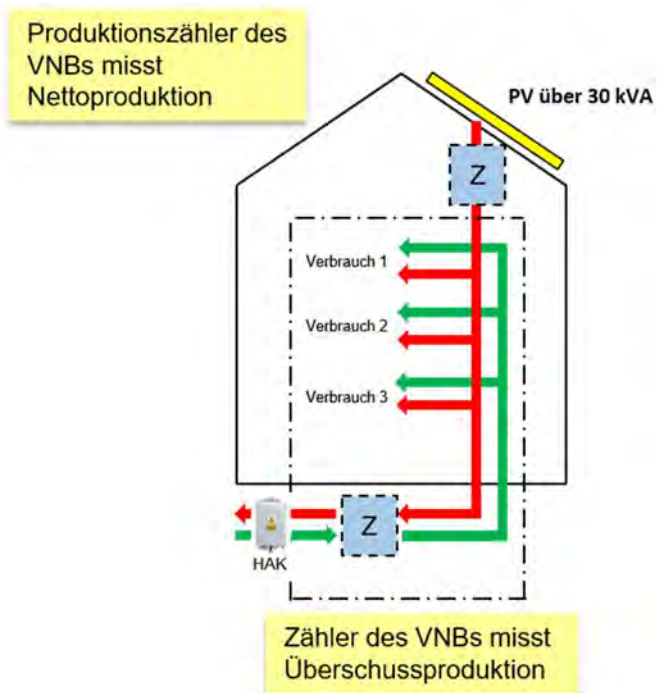 Produktionszähler des
VNBs misst
Nettoproduktion
PV über 30 kVA
Z
Verbrauch 1
Verbrauch 2
Verbrauch 3
Z
HAK
Zähler des VNBs misst
Überschussproduktion